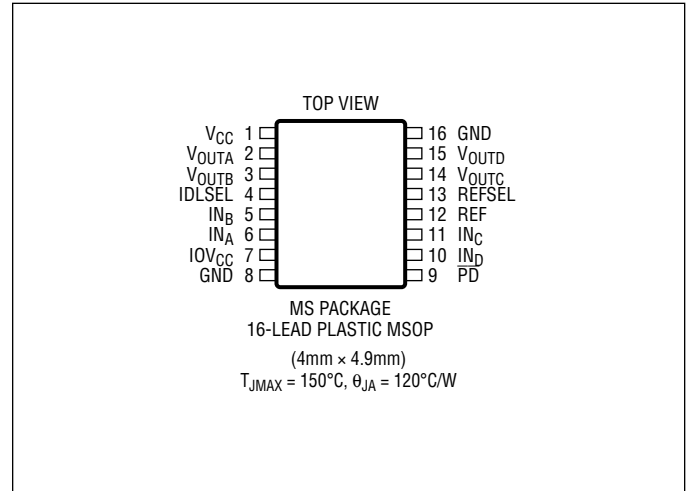 TOP VIEW
VCC 1
VOUTA 2
VOUTB 3
IDLSEL 4
INB 5
INA 6
IOVCC 7
GND 8
16 GND
15 VOUTD
14 VOUTC
13 REFSEL
12 REF
11 INC
10 IND
9 P̅D̅
MS PACKAGE
16-LEAD PLASTIC MSOP
(4mm × 4.9mm)
TJMAX = 150°C, θJA = 120°C/W